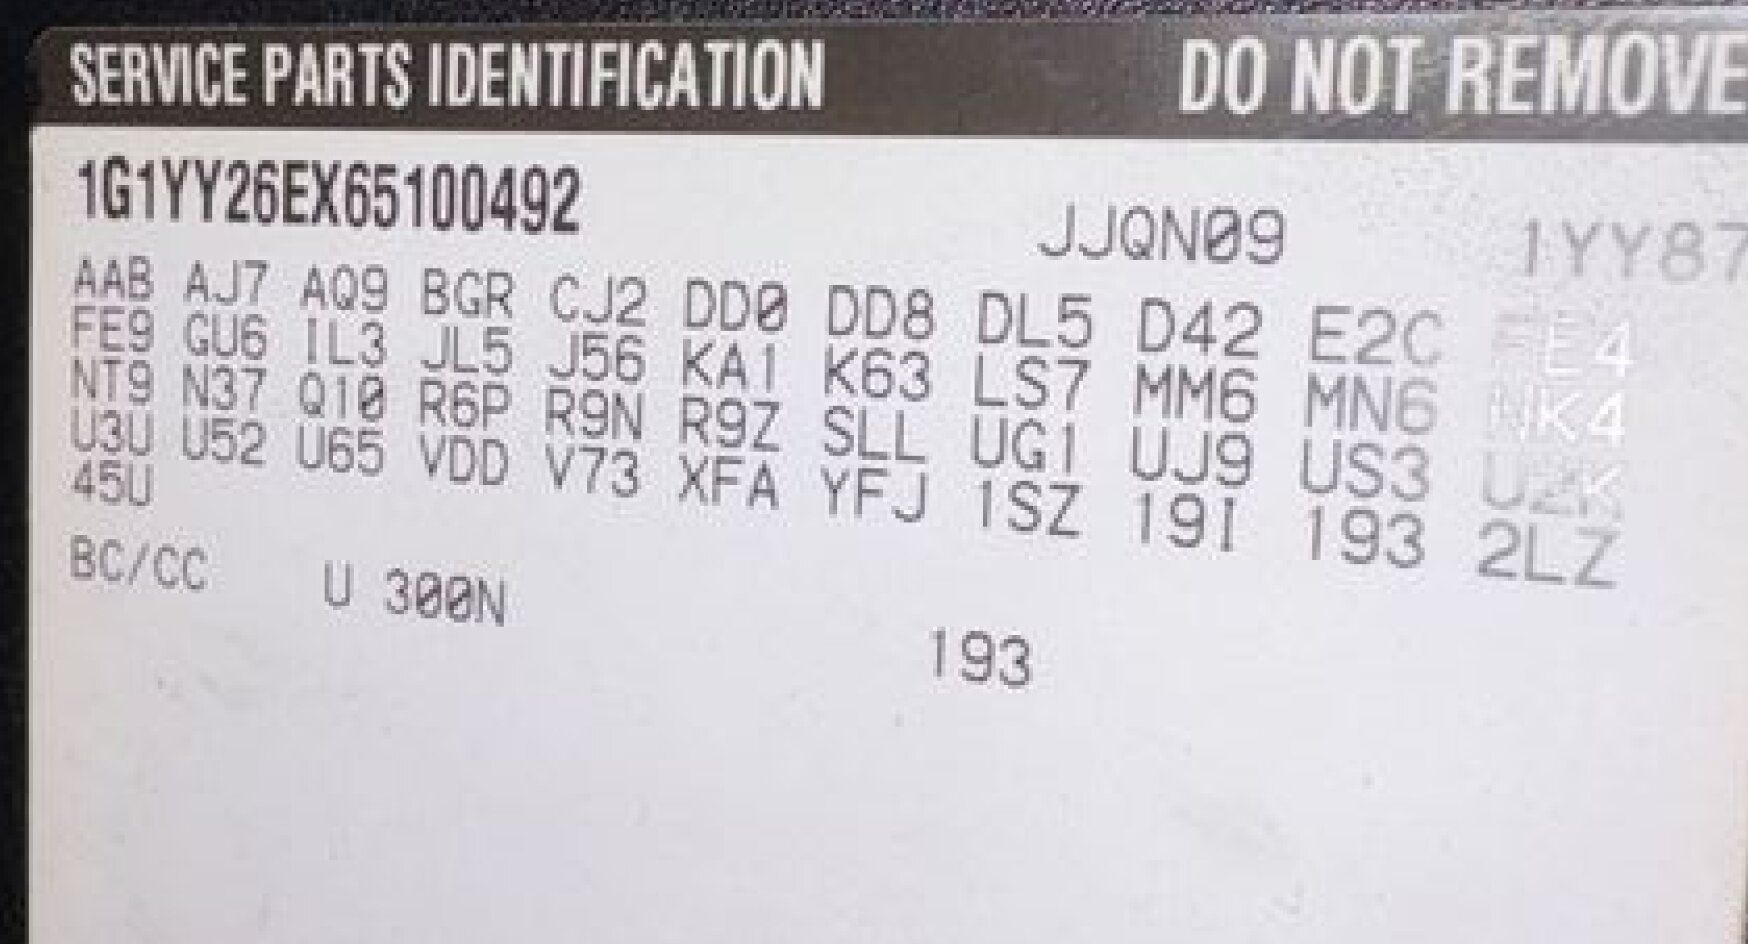 SERVICE PARTS IDENTIFICATION DO NOT REMOVE
1G1YY26EX65100492 JJQN09 1YY87
AAB AJ7 AQ9 BGR CJ2 DD0 DD8 DL5 D42 E2C FE4
FE9 GU6 IL3 JL5 J56 KA1 K63 LS7 MM6 MN6 NK4
NT9 N37 Q10 R6P R9N R9Z SLL UG1 UJ9 US3 U2K
U3U U52 U65 VDD V73 XFA YFJ 1SZ 19I 193 2LZ
45U
BC/CC U 300N
193